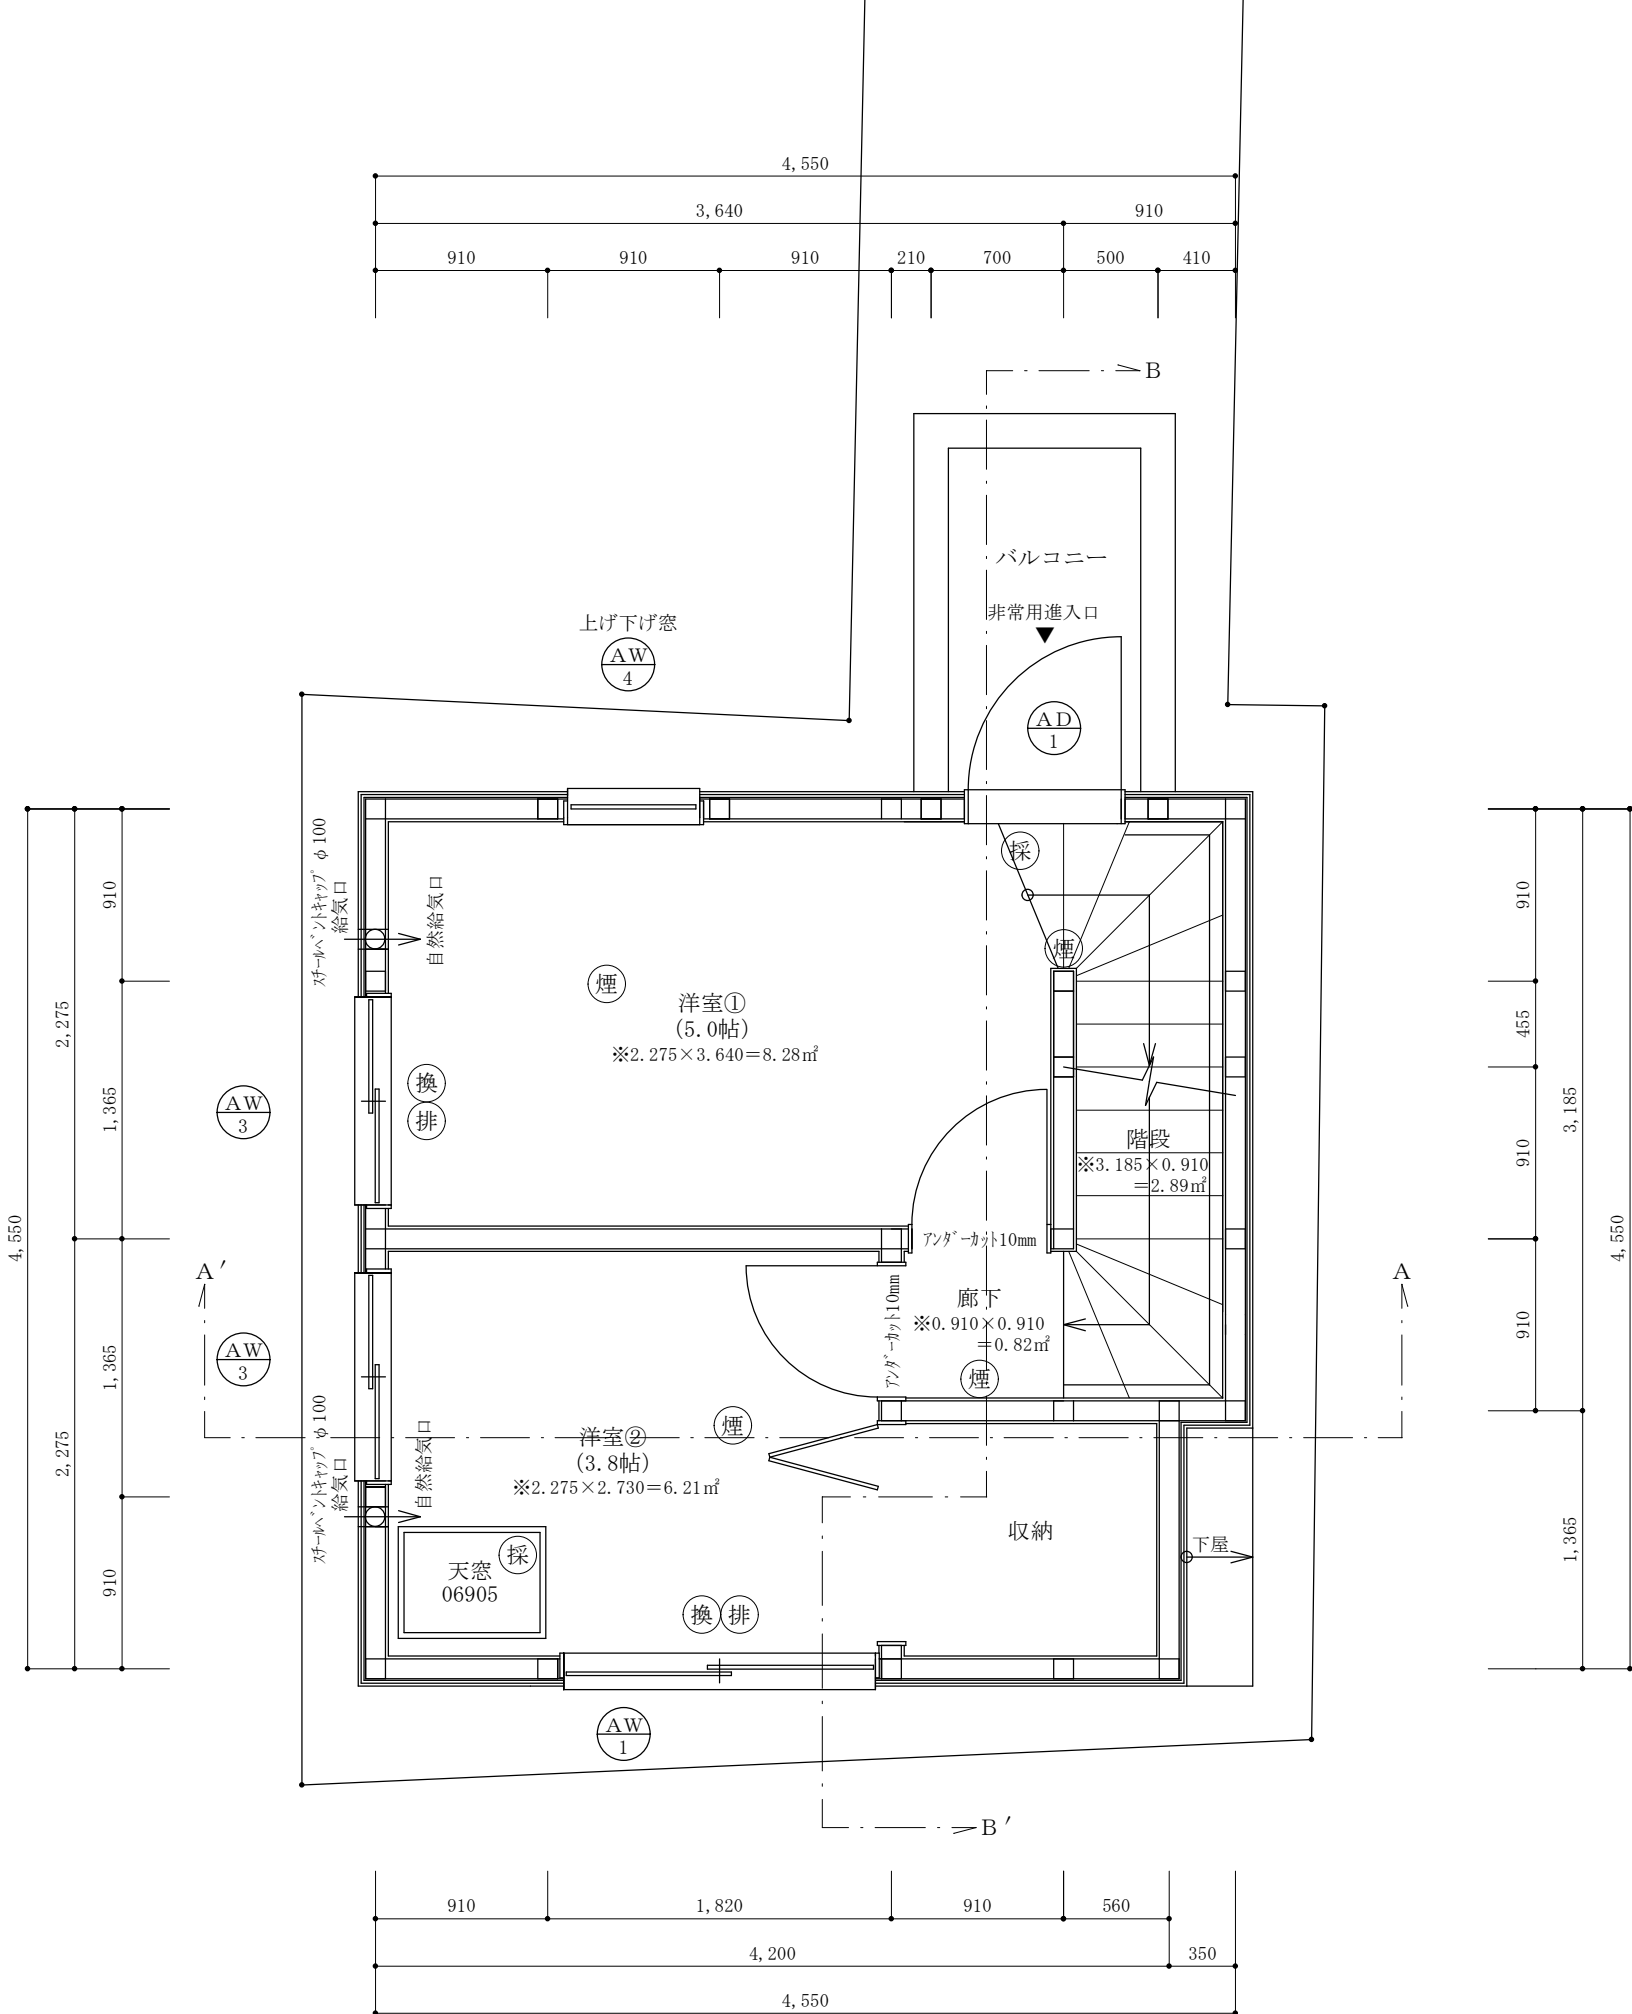 4,550
3,640
910
910
910
910
210
700
500
410
B
バルコニー
非常用進入口
上げ下げ窓
AW
4
AD
1
スチールベントキャップ φ100
給気口
自然給気口
採
煙
煙
洋室①
(5.0帖)
※2.275×3.640=8.28㎡
換
排
AW
3
階段
※3.185×0.910
=2.89㎡
アンダーカット10mm
アンダーカット10mm
廊下
※0.910×0.910
=0.82㎡
煙
A′
A
AW
3
スチールベントキャップ φ100
給気口
自然給気口
煙
洋室②
(3.8帖)
※2.275×2.730=6.21㎡
収納
下屋
天窓
06905
採
換
排
AW
1
B′
4,550
2,275
2,275
910
1,365
1,365
910
910
455
910
910
3,185
1,365
4,550
910
1,820
910
560
4,200
350
4,550